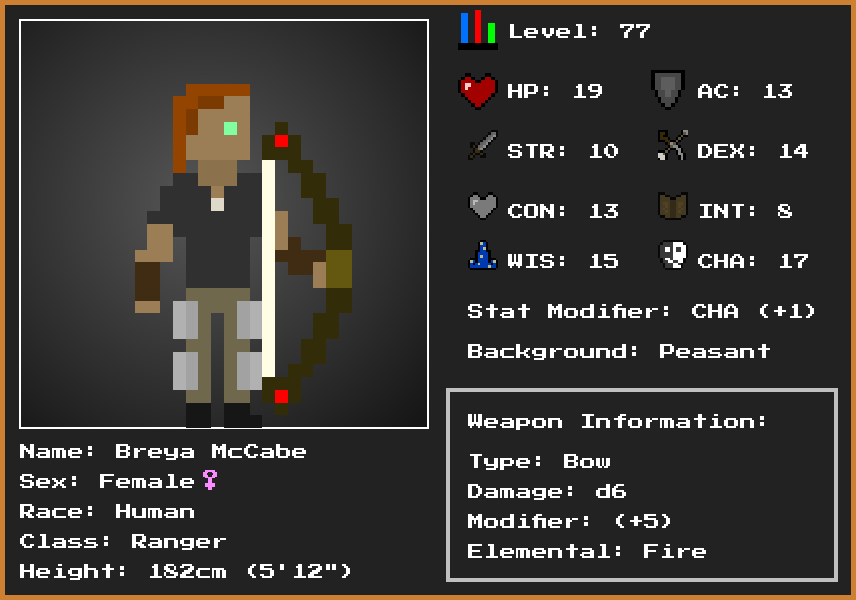 Level: 77
HP: 19
AC: 13
STR: 10
DEX: 14
CON: 13
INT: 8
WIS: 15
CHA: 17
Stat Modifier: CHA (+1)
Background: Peasant
Weapon Information:
Type: Bow
Damage: d6
Modifier: (+5)
Elemental: Fire
Name: Breya McCabe
Sex: Female♀
Race: Human
Class: Ranger
Height: 182cm (5'12")